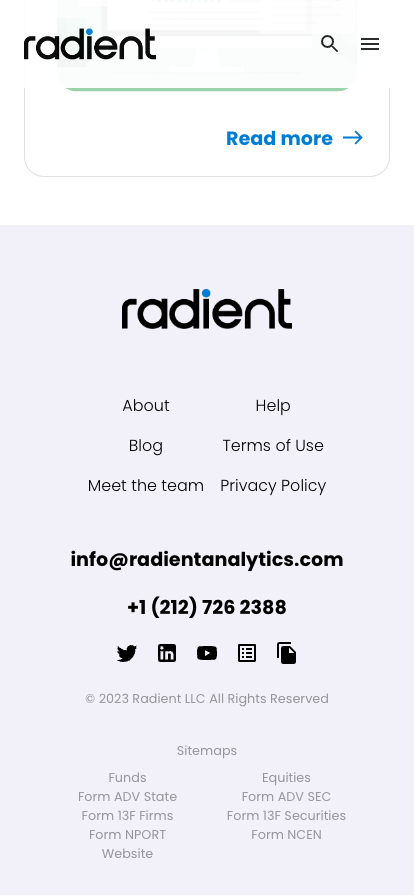 radient
Read more
radient
About
Help
Blog
Terms of Use
Meet the team
Privacy Policy
info@radientanalytics.com
+1 (212) 726 2388
© 2023 Radient LLC All Rights Reserved
Sitemaps
Funds
Equities
Form ADV State
Form ADV SEC
Form 13F Firms
Form 13F Securities
Form NPORT
Form NCEN
Website